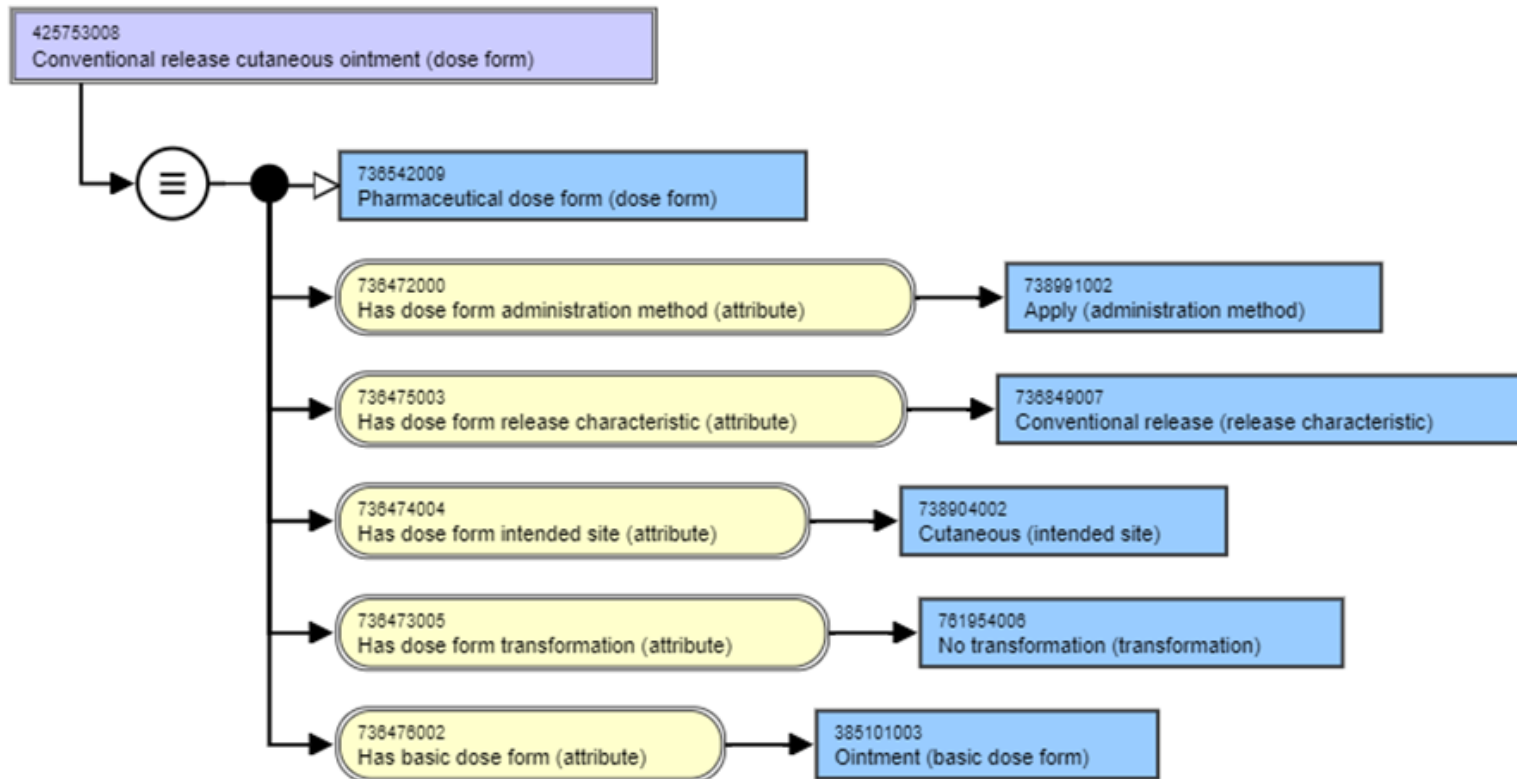 425753008
Conventional release cutaneous ointment (dose form)
736542009
Pharmaceutical dose form (dose form)
736472000
Has dose form administration method (attribute)
738991002
Apply (administration method)
736475003
Has dose form release characteristic (attribute)
736849007
Conventional release (release characteristic)
736474004
Has dose form intended site (attribute)
738904002
Cutaneous (intended site)
736473005
Has dose form transformation (attribute)
761954006
No transformation (transformation)
736476002
Has basic dose form (attribute)
385101003
Ointment (basic dose form)